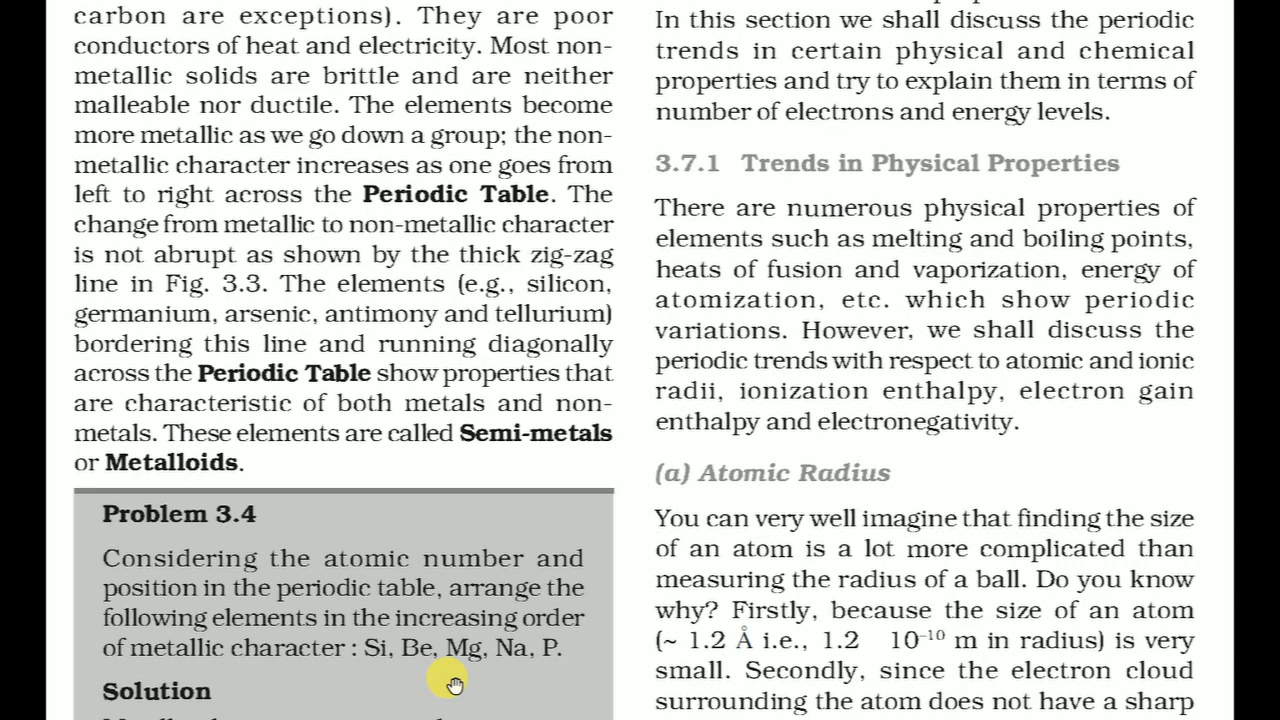 carbon are exceptions). They are poor
conductors of heat and electricity. Most non-
metallic solids are brittle and are neither
malleable nor ductile. The elements become
more metallic as we go down a group; the non-
metallic character increases as one goes from
left to right across the Periodic Table. The
change from metallic to non-metallic character
is not abrupt as shown by the thick zig-zag
line in Fig. 3.3. The elements (e.g., silicon,
germanium, arsenic, antimony and tellurium)
bordering this line and running diagonally
across the Periodic Table show properties that
are characteristic of both metals and non-
metals. These elements are called Semi-metals
or Metalloids.
Problem 3.4
Considering the atomic number and
position in the periodic table, arrange the
following elements in the increasing order
of metallic character : Si, Be, Mg, Na, P.
Solution
In this section we shall discuss the periodic
trends in certain physical and chemical
properties and try to explain them in terms of
number of electrons and energy levels.
3.7.1 Trends in Physical Properties
There are numerous physical properties of
elements such as melting and boiling points,
heats of fusion and vaporization, energy of
atomization, etc. which show periodic
variations. However, we shall discuss the
periodic trends with respect to atomic and ionic
radii, ionization enthalpy, electron gain
enthalpy and electronegativity.
(a) Atomic Radius
You can very well imagine that finding the size
of an atom is a lot more complicated than
measuring the radius of a ball. Do you know
why? Firstly, because the size of an atom
(~ 1.2 Å i.e., 1.2 10⁻¹⁰ m in radius) is very
small. Secondly, since the electron cloud
surrounding the atom does not have a sharp